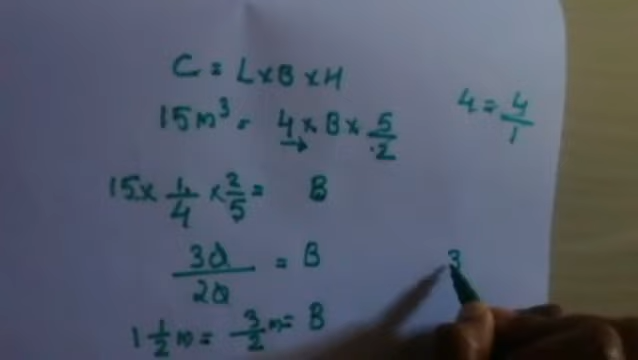 C = L×B×H
15m³ = 4 × B × 5/2
4 = 4/1
15 × 1/4 × 2/5 = B
30/20 = B
3
1 1/2 m = 3/2 m = B